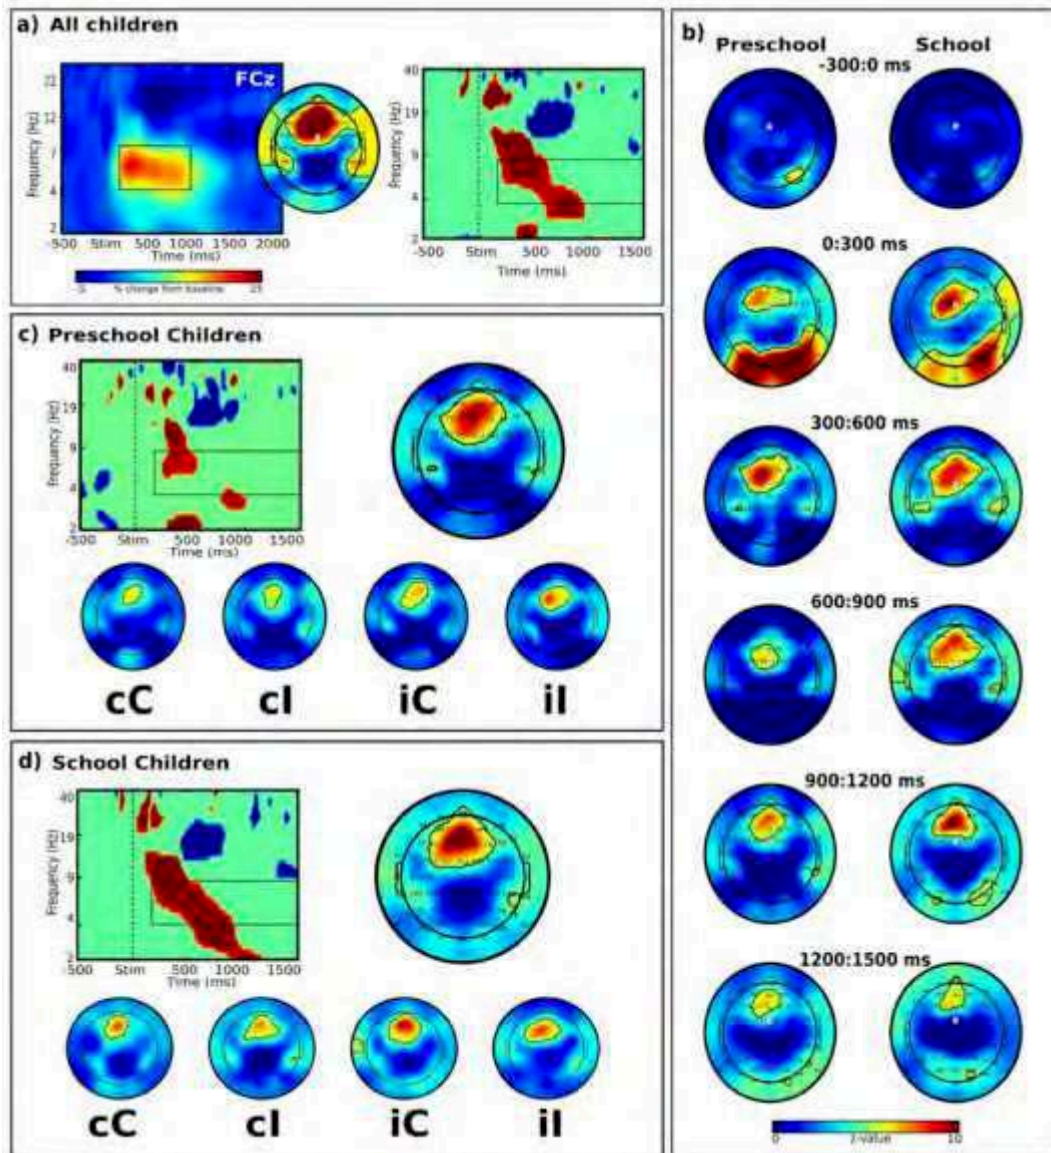 a) All children
FCz
22
12
7
4
2
Frequency (Hz)
-500 Stim 500 1000 1500 2000
Time (ms)
-5 % change from baseline 25
40
19
9
4
2
Frequency (Hz)
-500 Stim 500 1000 1500
Time (ms)
b)
Preschool School
-300:0 ms
0:300 ms
300:600 ms
600:900 ms
900:1200 ms
1200:1500 ms
0 z-value 10
c) Preschool Children
40
19
9
4
2
Frequency (Hz)
-500 Stim 500 1000 1500
Time (ms)
cC cI iC iI
d) School Children
40
19
9
4
2
Frequency (Hz)
-500 Stim 500 1000 1500
Time (ms)
cC cI iC iI